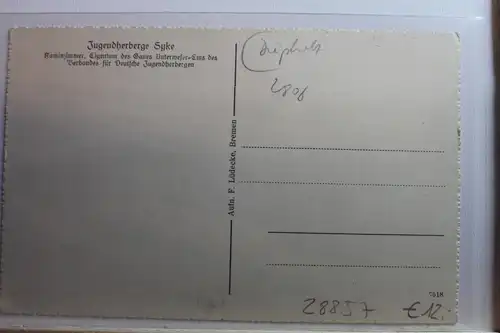 Jugendherberge Syke
Kaminzimmer, Eigentum des Gaues Unterweser-Ems des
Verbandes für Deutsche Jugendherbergen
2808
Aufn. F. Lüdecke, Bremen
28857 € 12.-